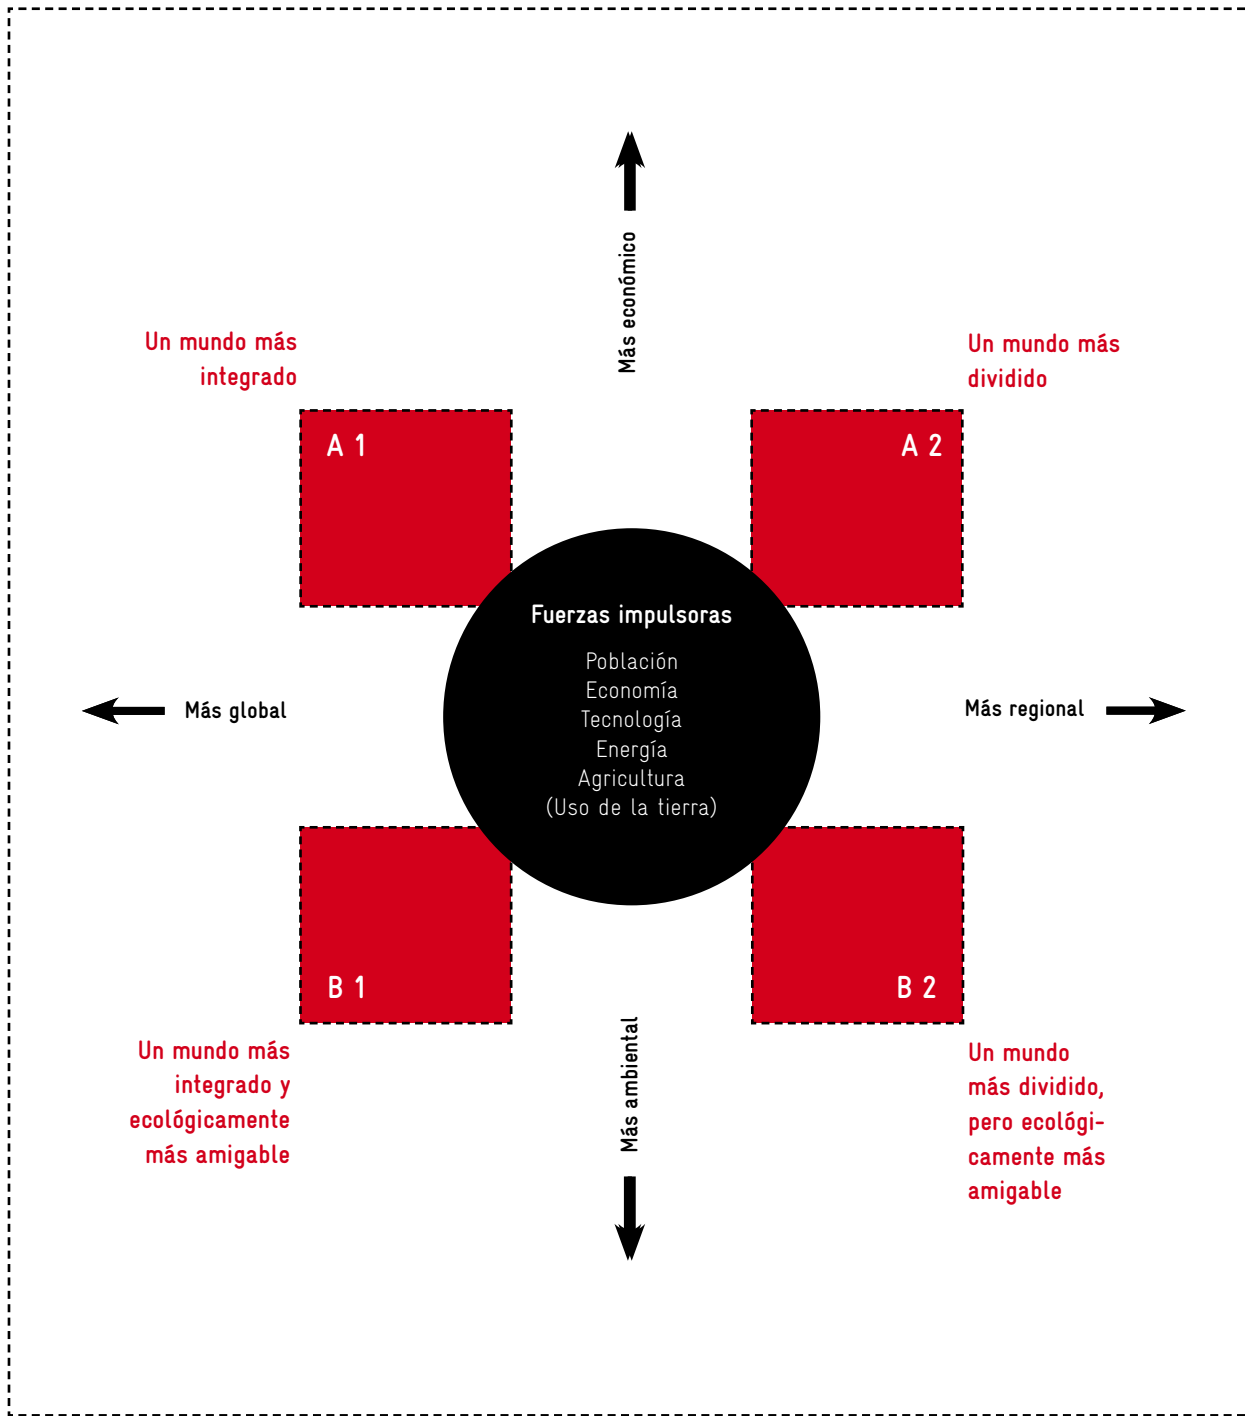 Más económico
Un mundo más
integrado
Un mundo más
dividido
A 1
A 2
Fuerzas impulsoras
Población
Economía
Tecnología
Energía
Agricultura
(Uso de la tierra)
Más global
Más regional
B 1
B 2
Un mundo más
integrado y
ecológicamente
más amigable
Más ambiental
Un mundo
más dividido,
pero ecológi-
camente más
amigable